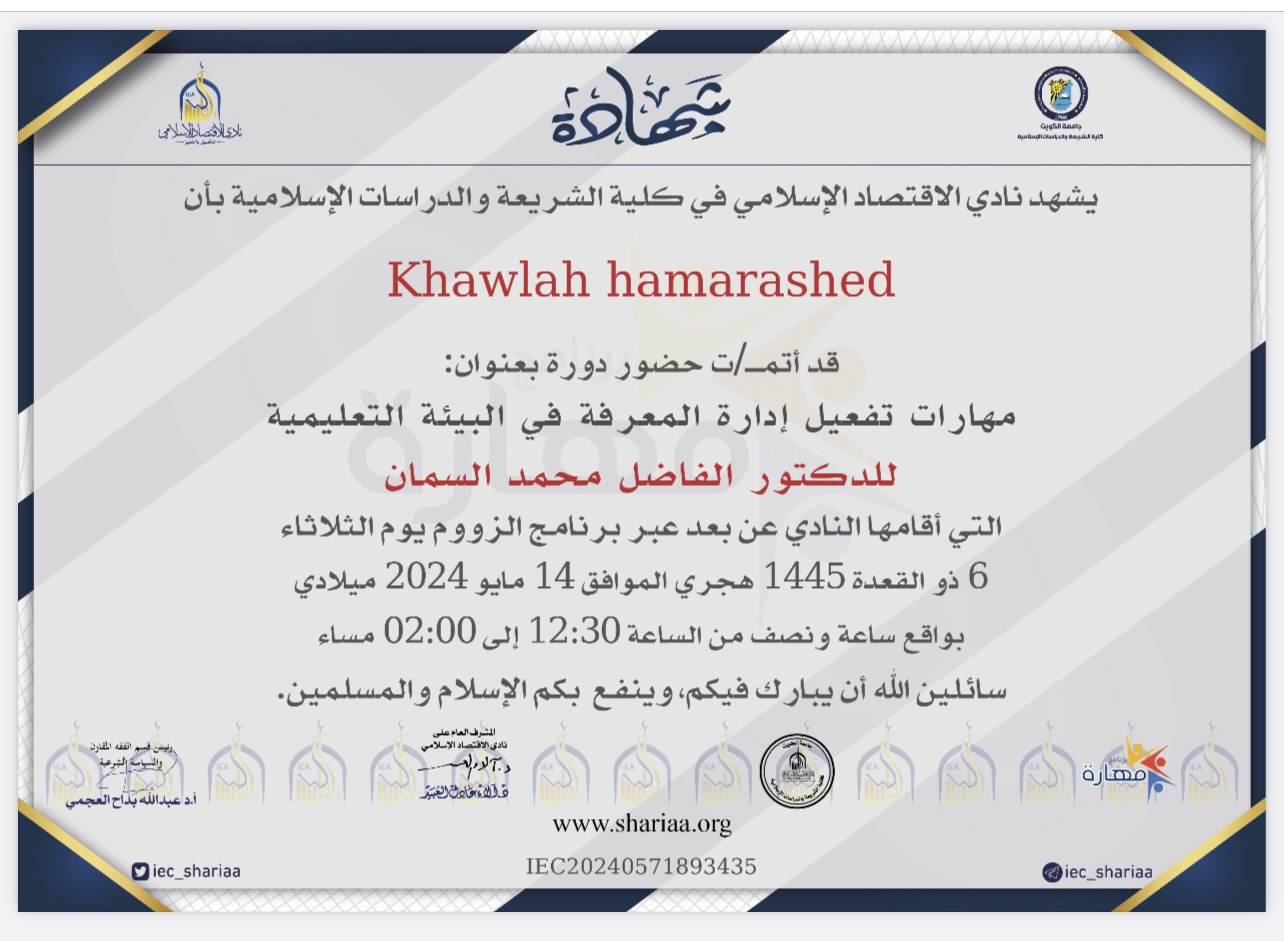 شهادة
جامعة الكويت
كلية الشريعة والدراسات الإسلامية
IEA
نادي الاقتصاد الإسلامي
يشهد نادي الاقتصاد الإسلامي في كلية الشريعة والدراسات الإسلامية بأن
Khawlah hamarashed
قد أتمـ/ت حضور دورة بعنوان:
مهارات تفعيل إدارة المعرفة في البيئة التعليمية
للدكتور الفاضل محمد السمان
التي أقامها النادي عن بعد عبر برنامج الزووم يوم الثلاثاء
6 ذو القعدة 1445 هجري الموافق 14 مايو 2024 ميلادي
بواقع ساعة ونصف من الساعة 12:30 إلى 02:00 مساء
سائلين الله أن يبارك فيكم، وينفع بكم الإسلام والمسلمين.
برنامج
مهارة
المشرف العام على
نادي الاقتصاد الإسلامي
رئيس قسم الفقه المقارن
والسياسة الشرعية
أ.د عبدالله بداح العجمي
www.shariaa.org
IEC20240571893435
iec_shariaa
iec_shariaa